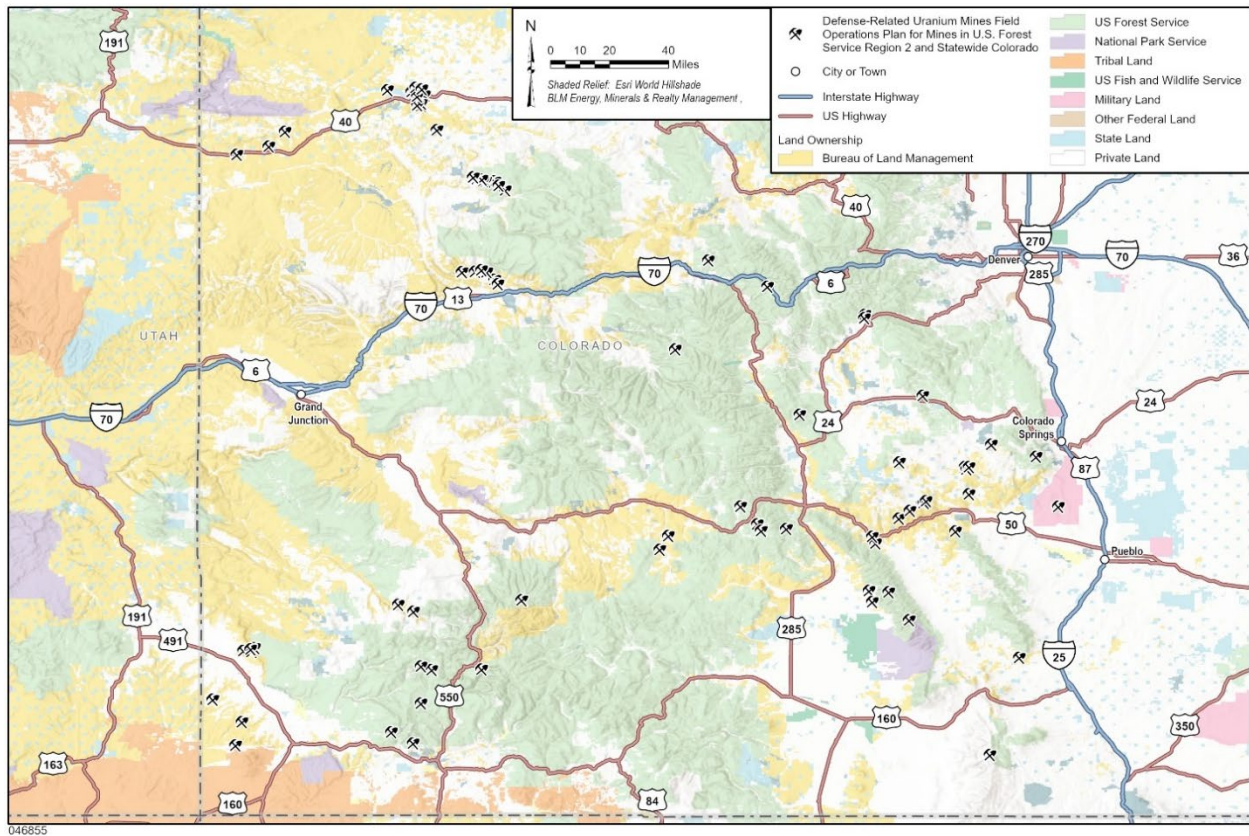 191
N
0 5 10 20 40
Miles
Shaded Relief: Esri World Hillshade
BLM Energy, Minerals & Realty Management ,
Defense-Related Uranium Mines Field
Operations Plan for Mines in U.S. Forest
Service Region 2 and Statewide Colorado
City or Town
Interstate Highway
US Highway
Land Ownership
Bureau of Land Management
US Forest Service
National Park Service
Tribal Land
US Fish and Wildlife Service
Military Land
Other Federal Land
State Land
Private Land
40
40
270
Denver
70
36
285
70
6
13
70
UTAH
COLORADO
6
Grand
Junction
70
24
24
Colorado
Springs
87
50
Pueblo
191
491
285
25
550
160
350
163
160
84
046855